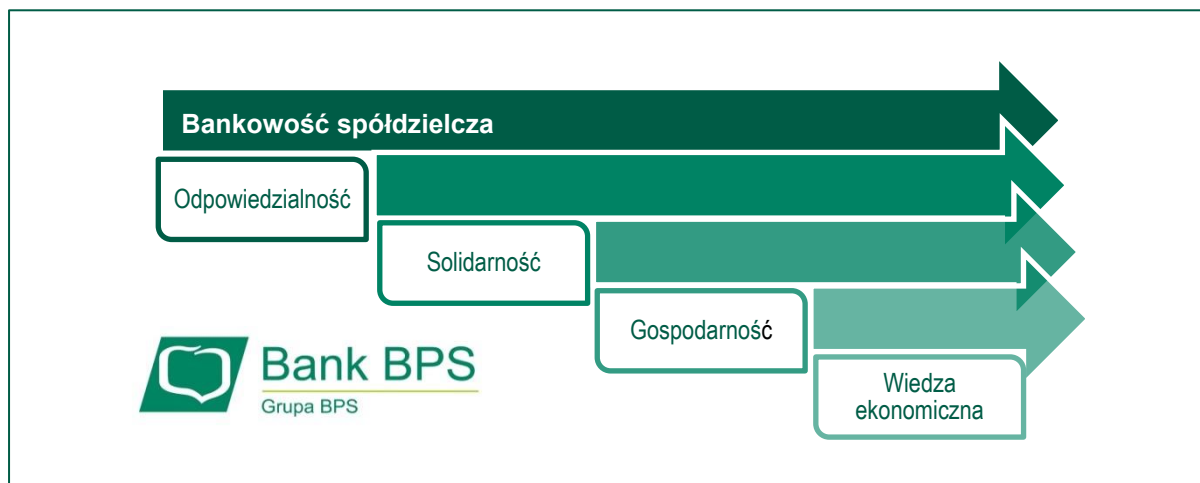 Bankowość spółdzielcza
Odpowiedzialność
Solidarność
Gospodarność
Wiedza
ekonomiczna
Bank BPS
Grupa BPS